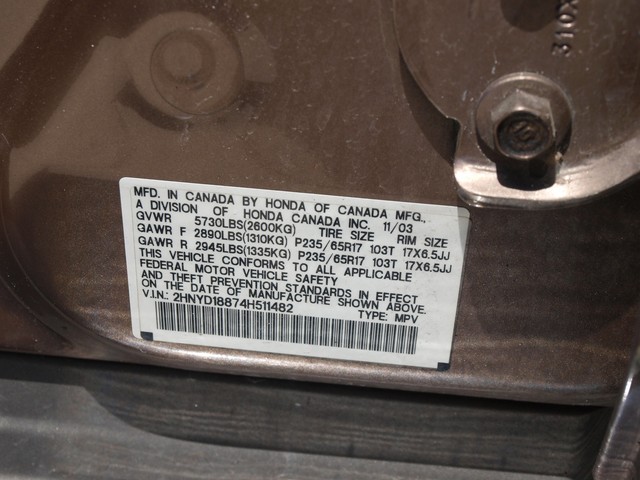 310X
MFD. IN CANADA BY HONDA OF CANADA MFG.,
A DIVISION OF HONDA CANADA INC. 11/03
GVWR 5730LBS(2600KG) TIRE SIZE RIM SIZE
GAWR F 2890LBS(1310KG) P235/65R17 103T 17X6.5JJ
GAWR R 2945LBS(1335KG) P235/65R17 103T 17X6.5JJ
THIS VEHICLE CONFORMS TO ALL APPLICABLE
FEDERAL MOTOR VEHICLE SAFETY
AND THEFT PREVENTION STANDARDS IN EFFECT
ON THE DATE OF MANUFACTURE SHOWN ABOVE.
V.I.N.: 2HNYD18874H511482 TYPE: MPV